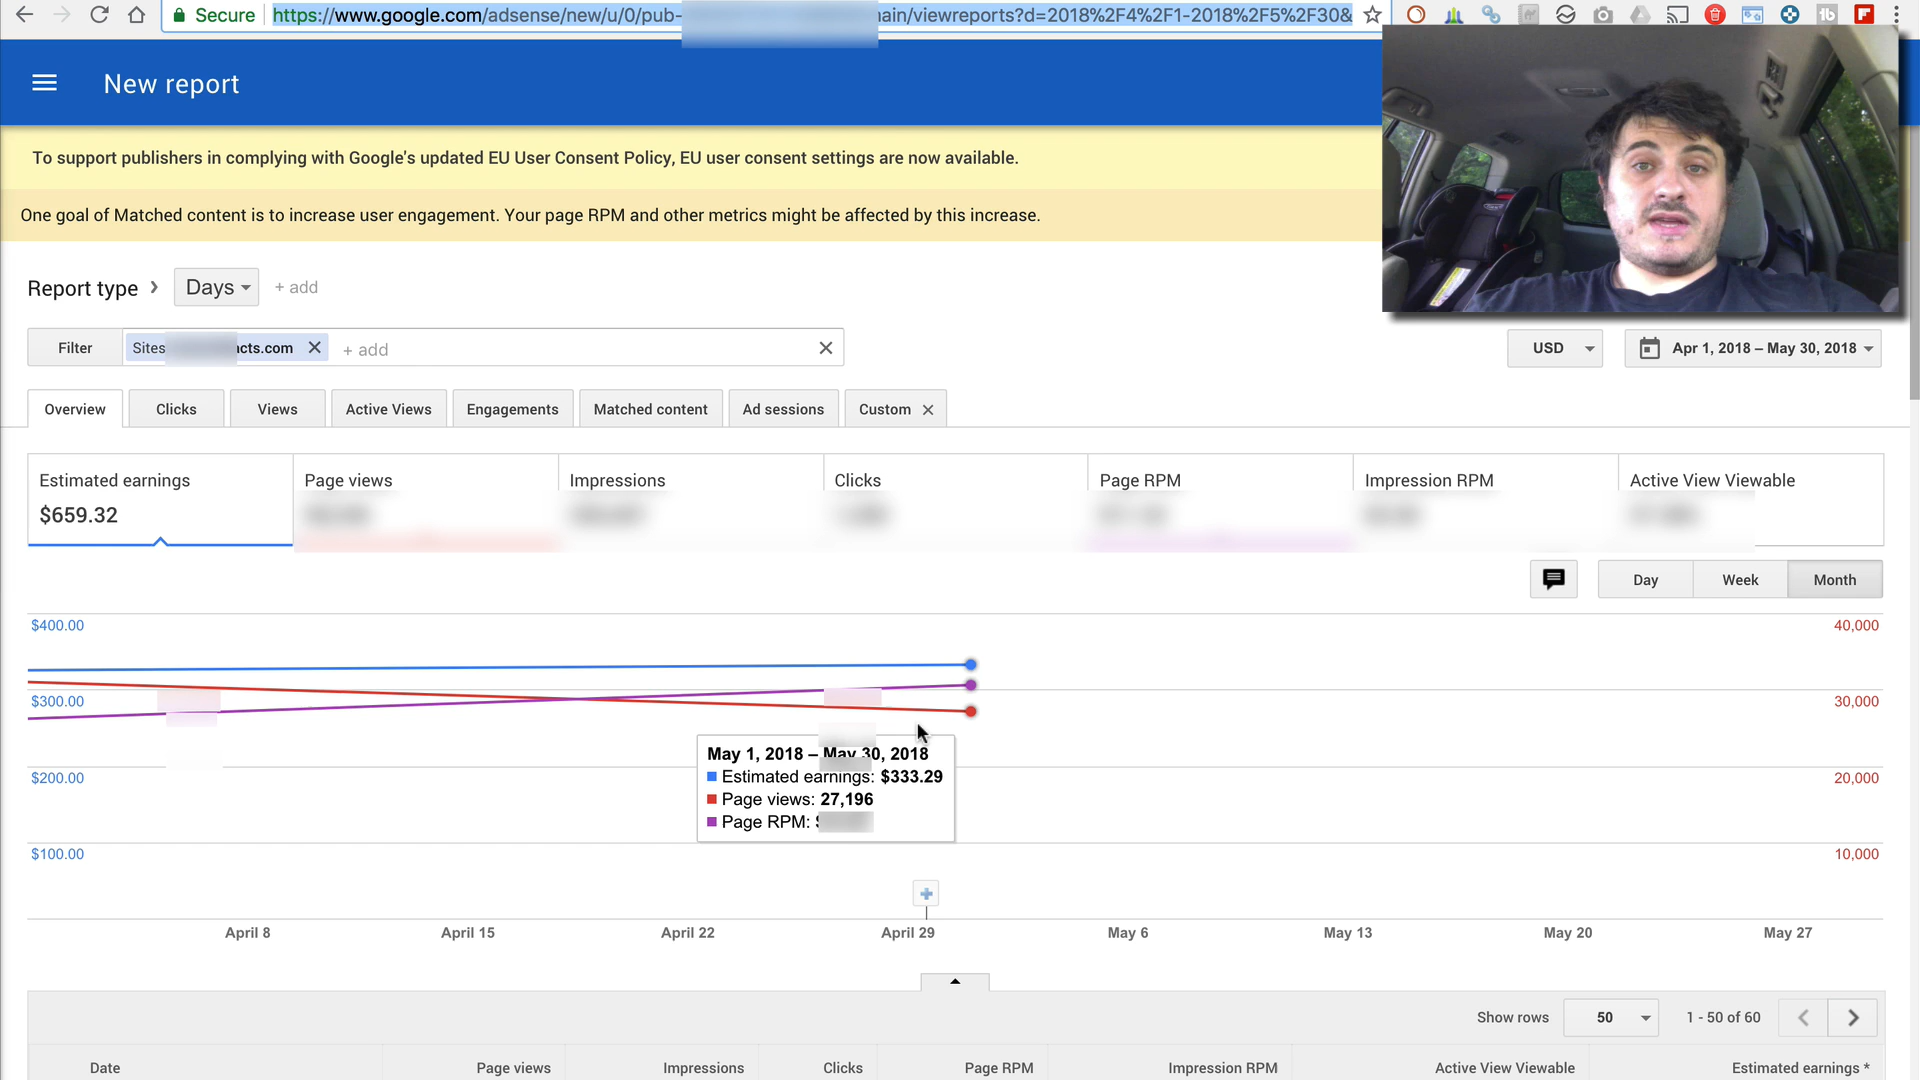 Secure https://www.google.com/adsense/new/u/0/pub- ain/viewreports?d=2018%2F4%2F1-2018%2F5%2F30&
New report
To support publishers in complying with Google's updated EU User Consent Policy, EU user consent settings are now available.
One goal of Matched content is to increase user engagement. Your page RPM and other metrics might be affected by this increase.
Report type › Days + add
Filter Sites acts.com + add
USD Apr 1, 2018 – May 30, 2018
Overview Clicks Views Active Views Engagements Matched content Ad sessions Custom
Estimated earnings Page views Impressions Clicks Page RPM Impression RPM Active View Viewable
$659.32
Day Week Month
$400.00 40,000
$300.00 30,000
May 1, 2018 – May 30, 2018
Estimated earnings: $333.29
$200.00 20,000
Page views: 27,196
Page RPM:
$100.00 10,000
April 8 April 15 April 22 April 29 May 6 May 13 May 20 May 27
Show rows 50 1 - 50 of 60
Date Page views Impressions Clicks Page RPM Impression RPM Active View Viewable Estimated earnings *